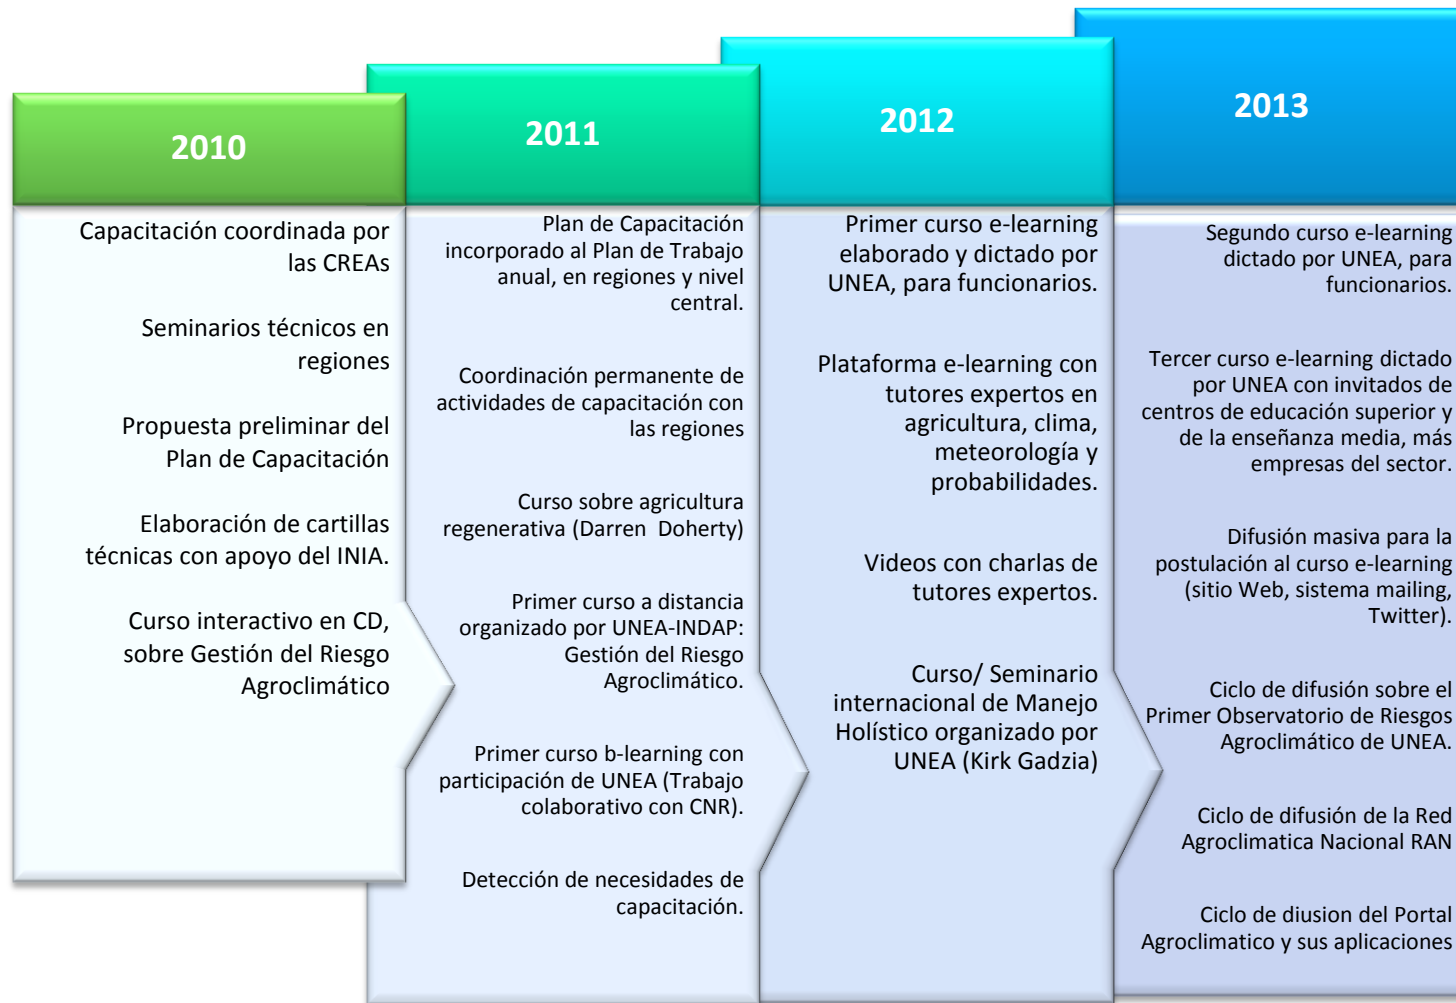 2010
Capacitación coordinada por
las CREAs
Seminarios técnicos en
regiones
Propuesta preliminar del
Plan de Capacitación
Elaboración de cartillas
técnicas con apoyo del INIA.
Curso interactivo en CD,
sobre Gestión del Riesgo
Agroclimático
2011
Plan de Capacitación
incorporado al Plan de Trabajo
anual, en regiones y nivel
central.
Coordinación permanente de
actividades de capacitación con
las regiones
Curso sobre agricultura
regenerativa (Darren Doherty)
Primer curso a distancia
organizado por UNEA-INDAP:
Gestión del Riesgo
Agroclimático.
Primer curso b-learning con
participación de UNEA (Trabajo
colaborativo con CNR).
Detección de necesidades de
capacitación.
2012
Primer curso e-learning
elaborado y dictado por
UNEA, para funcionarios.
Plataforma e-learning con
tutores expertos en
agricultura, clima,
meteorología y
probabilidades.
Videos con charlas de
tutores expertos.
Curso/ Seminario
internacional de Manejo
Holístico organizado por
UNEA (Kirk Gadzia)
2013
Segundo curso e-learning
dictado por UNEA, para
funcionarios.
Tercer curso e-learning dictado
por UNEA con invitados de
centros de educación superior y
de la enseñanza media, más
empresas del sector.
Difusión masiva para la
postulación al curso e-learning
(sitio Web, sistema mailing,
Twitter).
Ciclo de difusión sobre el
Primer Observatorio de Riesgos
Agroclimático de UNEA.
Ciclo de difusión de la Red
Agroclimatica Nacional RAN
Ciclo de diusion del Portal
Agroclimatico y sus aplicaciones